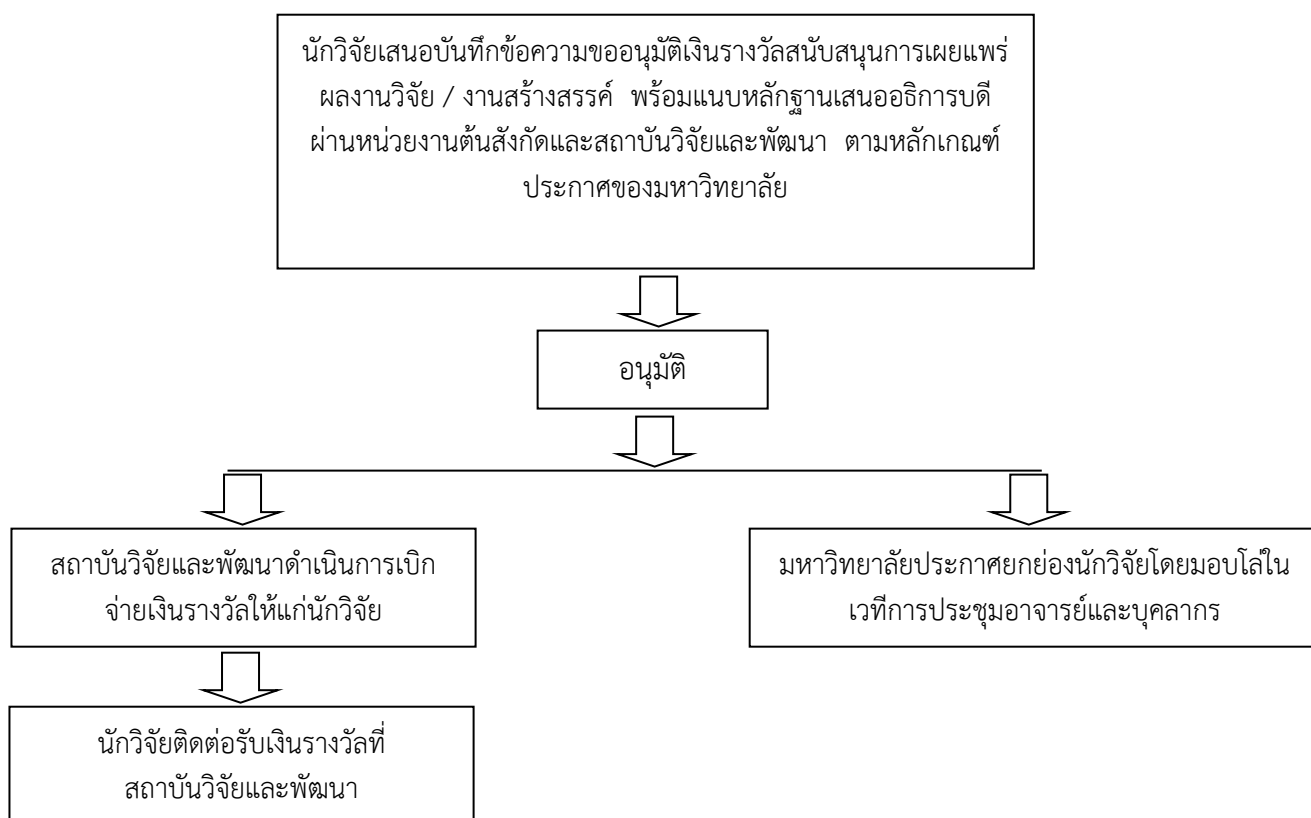 นักวิจัยเสนอบันทึกข้อความขออนุมัติเงินรางวัลสนับสนุนการเผยแพร่
ผลงานวิจัย / งานสร้างสรรค์ พร้อมแนบหลักฐานเสนออธิการบดี
ผ่านหน่วยงานต้นสังกัดและสถาบันวิจัยและพัฒนา ตามหลักเกณฑ์
ประกาศของมหาวิทยาลัย
อนุมัติ
สถาบันวิจัยและพัฒนาดำเนินการเบิก
จ่ายเงินรางวัลให้แก่นักวิจัย
มหาวิทยาลัยประกาศยกย่องนักวิจัยโดยมอบโล่ใน
เวทีการประชุมอาจารย์และบุคลากร
นักวิจัยติดต่อรับเงินรางวัลที่
สถาบันวิจัยและพัฒนา